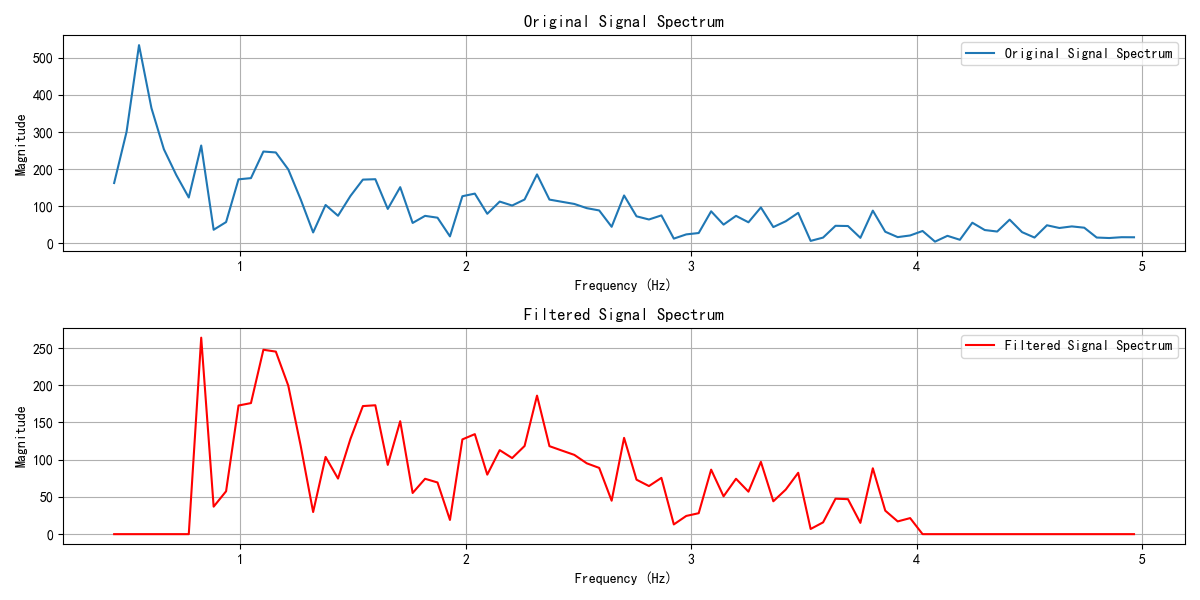 Original Signal Spectrum
Original Signal Spectrum
Magnitude
500
400
300
200
100
0
1 2 3 4 5
Frequency (Hz)
Filtered Signal Spectrum
Filtered Signal Spectrum
Magnitude
250
200
150
100
50
0
1 2 3 4 5
Frequency (Hz)